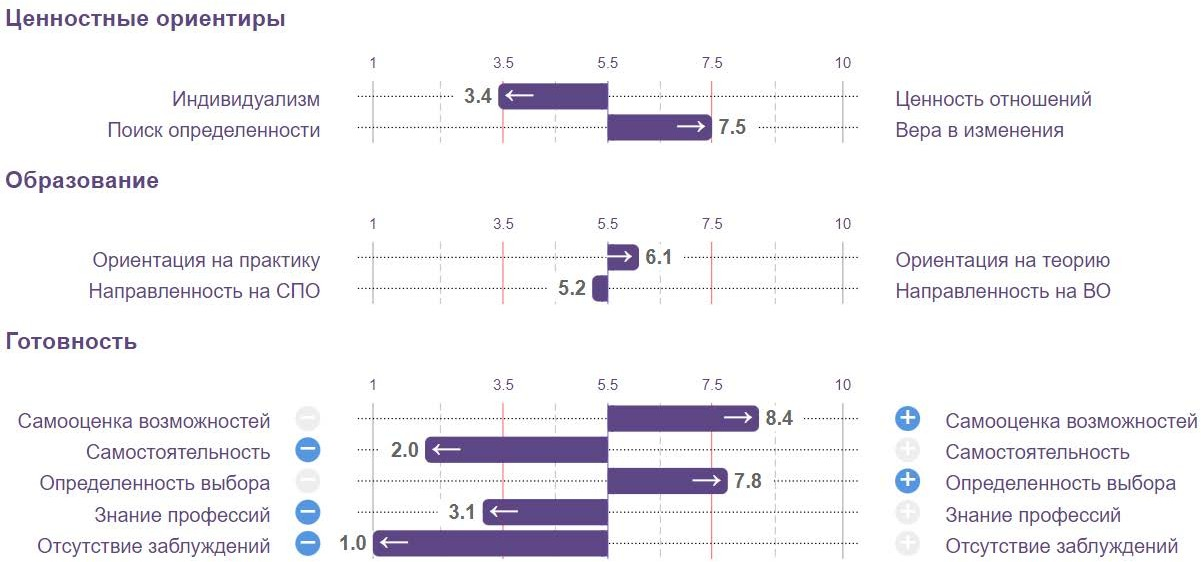 Ценностные ориентиры
1 3.5 5.5 7.5 10
Индивидуализм 3.4 Ценность отношений
Поиск определенности 7.5 Вера в изменения
Образование
1 3.5 5.5 7.5 10
Ориентация на практику 6.1 Ориентация на теорию
Направленность на СПО 5.2 Направленность на ВО
Готовность
1 3.5 5.5 7.5 10
Самооценка возможностей 8.4 Самооценка возможностей
Самостоятельность 2.0 Самостоятельность
Определенность выбора 7.8 Определенность выбора
Знание профессий 3.1 Знание профессий
Отсутствие заблуждений 1.0 Отсутствие заблуждений